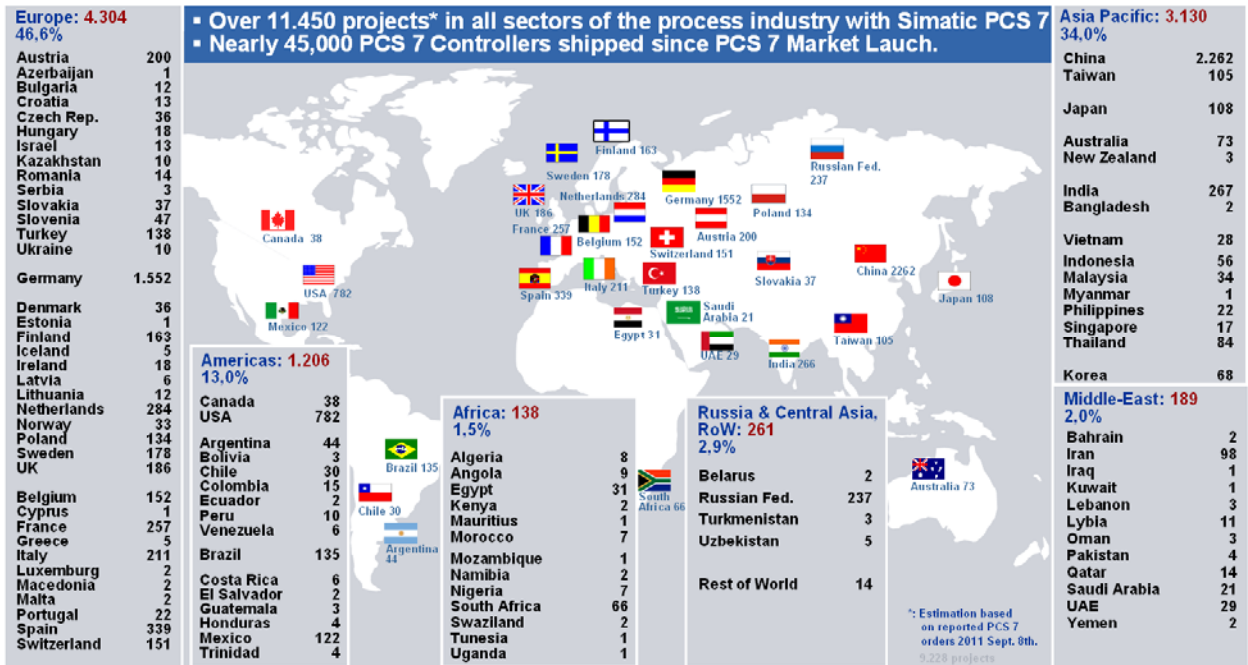 ▪ Over 11.450 projects* in all sectors of the process industry with Simatic PCS 7
▪ Nearly 45,000 PCS 7 Controllers shipped since PCS 7 Market Lauch.
Europe: 4.304
46,6%
Austria 200
Azerbaijan 1
Bulgaria 12
Croatia 13
Czech Rep. 36
Hungary 18
Israel 13
Kazakhstan 10
Romania 14
Serbia 3
Slovakia 37
Slovenia 47
Turkey 138
Ukraine 10
Germany 1.552
Denmark 36
Estonia 1
Finland 163
Iceland 5
Ireland 18
Latvia 6
Lithuania 12
Netherlands 284
Norway 33
Poland 134
Sweden 178
UK 186
Belgium 152
Cyprus 1
France 257
Greece 5
Italy 211
Luxemburg 2
Macedonia 2
Malta 2
Portugal 22
Spain 339
Switzerland 151
Finland 163
Sweden 178
Russian Fed.
237
Netherlands 284
Germany 1552
UK 186
Poland 134
France 257
Belgium 152
Austria 200
Canada 38
Switzerland 151
China 2262
Italy 211
Turkey 138
Slovakia 37
USA 782
Spain 339
Japan 108
Mexico 122
Saudi
Arabia 21
Egypt 31
Taiwan 105
UAE 29
India 266
Brazil 135
Chile 30
Argentina
44
South
Africa 66
Australia 73
Americas: 1.206
13,0%
Canada 38
USA 782
Argentina 44
Bolivia 3
Chile 30
Colombia 15
Ecuador 2
Peru 10
Venezuela 6
Brazil 135
Costa Rica 6
El Salvador 2
Guatemala 3
Honduras 4
Mexico 122
Trinidad 4
Africa: 138
1,5%
Algeria 8
Angola 9
Egypt 31
Kenya 2
Mauritius 1
Morocco 7
Mozambique 1
Namibia 2
Nigeria 7
South Africa 66
Swaziland 2
Tunesia 1
Uganda 1
Russia & Central Asia,
RoW: 261
2,9%
Belarus 2
Russian Fed. 237
Turkmenistan 3
Uzbekistan 5
Rest of World 14
*: Estimation based
on reported PCS 7
orders 2011 Sept. 8th.
9.228 projects
Asia Pacific: 3.130
34,0%
China 2.262
Taiwan 105
Japan 108
Australia 73
New Zealand 3
India 267
Bangladesh 2
Vietnam 28
Indonesia 56
Malaysia 34
Myanmar 1
Philippines 22
Singapore 17
Thailand 84
Korea 68
Middle-East: 189
2,0%
Bahrain 2
Iran 98
Iraq 1
Kuwait 1
Lebanon 3
Lybia 11
Oman 3
Pakistan 4
Qatar 14
Saudi Arabia 21
UAE 29
Yemen 2